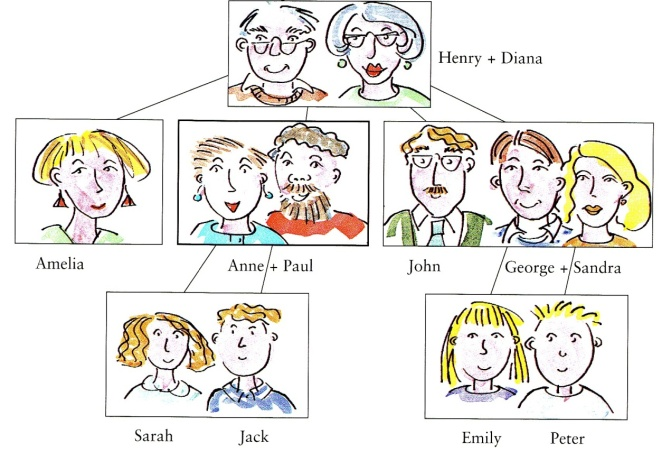 Henry + Diana
Amelia
Anne + Paul
John
George + Sandra
Sarah
Jack
Emily
Peter